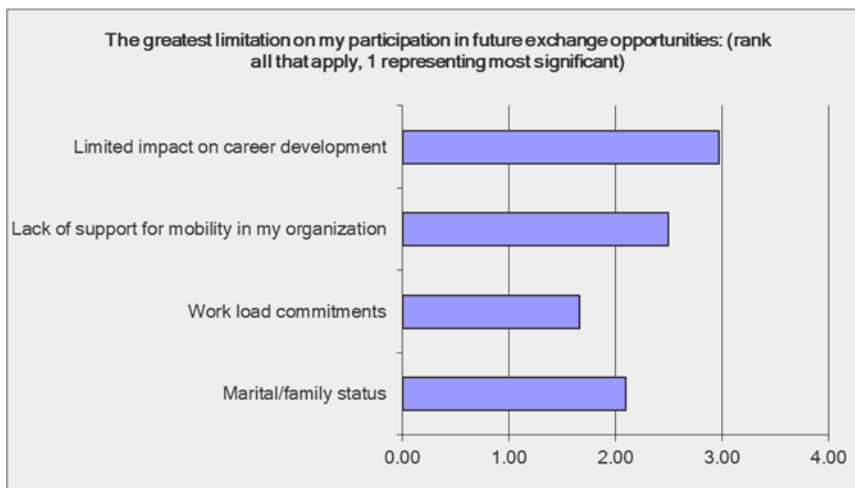 The greatest limitation on my participation in future exchange opportunities: (rank
all that apply, 1 representing most significant)
Limited impact on career development
Lack of support for mobility in my organization
Work load commitments
Marital/family status
0.00 1.00 2.00 3.00 4.00